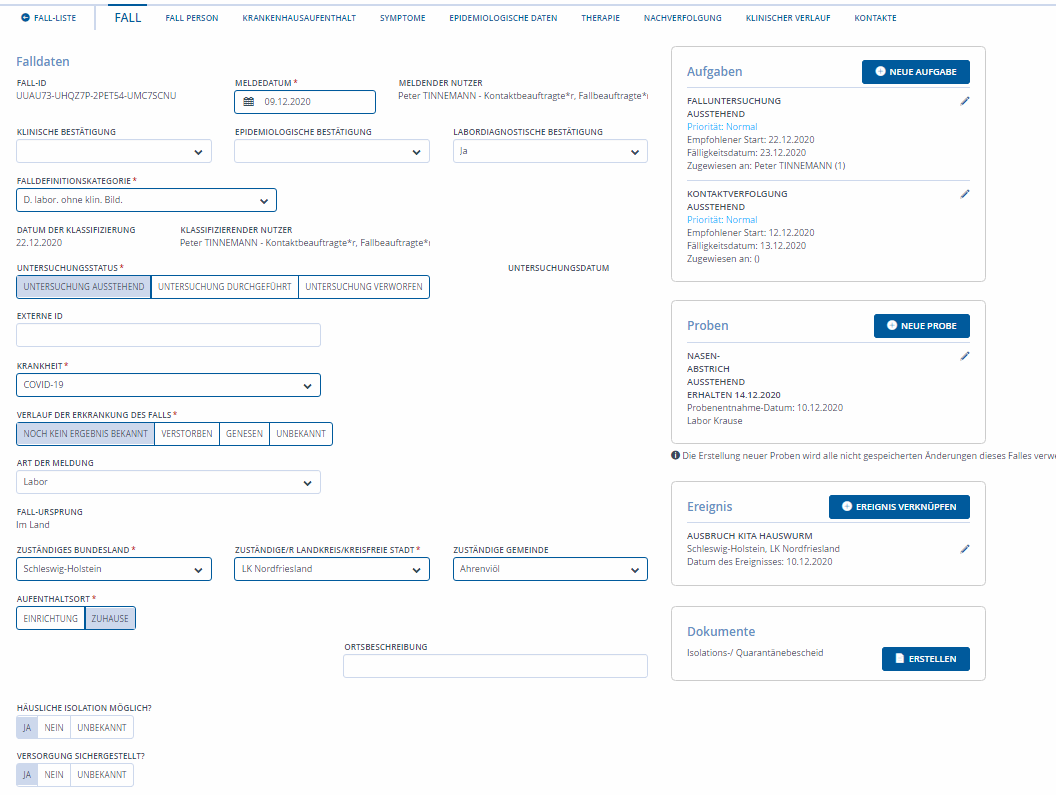 FALL-LISTE FALL FALL PERSON KRANKENHAUSAUFENTHALT SYMPTOME EPIDEMIOLOGISCHE DATEN THERAPIE NACHVERFOLGUNG KLINISCHER VERLAUF KONTAKTE
Falldaten
FALL-ID MELDEDATUM * MELDENDER NUTZER
UUAU73-UHQZ7P-2PET54-UMC7SCNU 09.12.2020 Peter TINNEMANN - Kontaktbeauftragte*r, Fallbeauftragte*r
KLINISCHE BESTÄTIGUNG EPIDEMIOLOGISCHE BESTÄTIGUNG LABORDIAGNOSTISCHE BESTÄTIGUNG
Ja
FALLDEFINITIONSKATEGORIE *
D. labor. ohne klin. Bild.
DATUM DER KLASSIFIZIERUNG KLASSIFIZIERENDER NUTZER
22.12.2020 Peter TINNEMANN - Kontaktbeauftragte*r, Fallbeauftragte*r
UNTERSUCHUNGSSTATUS * UNTERSUCHUNGSDATUM
UNTERSUCHUNG AUSSTEHEND UNTERSUCHUNG DURCHGEFÜHRT UNTERSUCHUNG VERWORFEN
EXTERNE ID
KRANKHEIT *
COVID-19
VERLAUF DER ERKRANKUNG DES FALLS *
NOCH KEIN ERGEBNIS BEKANNT VERSTORBEN GENESEN UNBEKANNT
ART DER MELDUNG
Labor
FALL-URSPRUNG
Im Land
ZUSTÄNDIGES BUNDESLAND * ZUSTÄNDIGE/R LANDKREIS/KREISFREIE STADT * ZUSTÄNDIGE GEMEINDE
Schleswig-Holstein LK Nordfriesland Ahrenviöl
AUFENTHALTSORT *
EINRICHTUNG ZUHAUSE
ORTSBESCHREIBUNG
HÄUSLICHE ISOLATION MÖGLICH?
JA NEIN UNBEKANNT
VERSORGUNG SICHERGESTELLT?
JA NEIN UNBEKANNT
Aufgaben NEUE AUFGABE
FALLUNTERSUCHUNG
AUSSTEHEND
Priorität: Normal
Empfohlener Start: 22.12.2020
Fälligkeitsdatum: 23.12.2020
Zugewiesen an: Peter TINNEMANN (1)
KONTAKTVERFOLGUNG
AUSSTEHEND
Priorität: Normal
Empfohlener Start: 12.12.2020
Fälligkeitsdatum: 13.12.2020
Zugewiesen an: ()
Proben NEUE PROBE
NASEN-
ABSTRICH
AUSSTEHEND
ERHALTEN 14.12.2020
Probenentnahme-Datum: 10.12.2020
Labor Krause
Die Erstellung neuer Proben wird alle nicht gespeicherten Änderungen dieses Falles verwe
Ereignis EREIGNIS VERKNÜPFEN
AUSBRUCH KITA HAUSWURM
Schleswig-Holstein, LK Nordfriesland
Datum des Ereignisses: 10.12.2020
Dokumente
Isolations-/ Quarantänebescheid ERSTELLEN